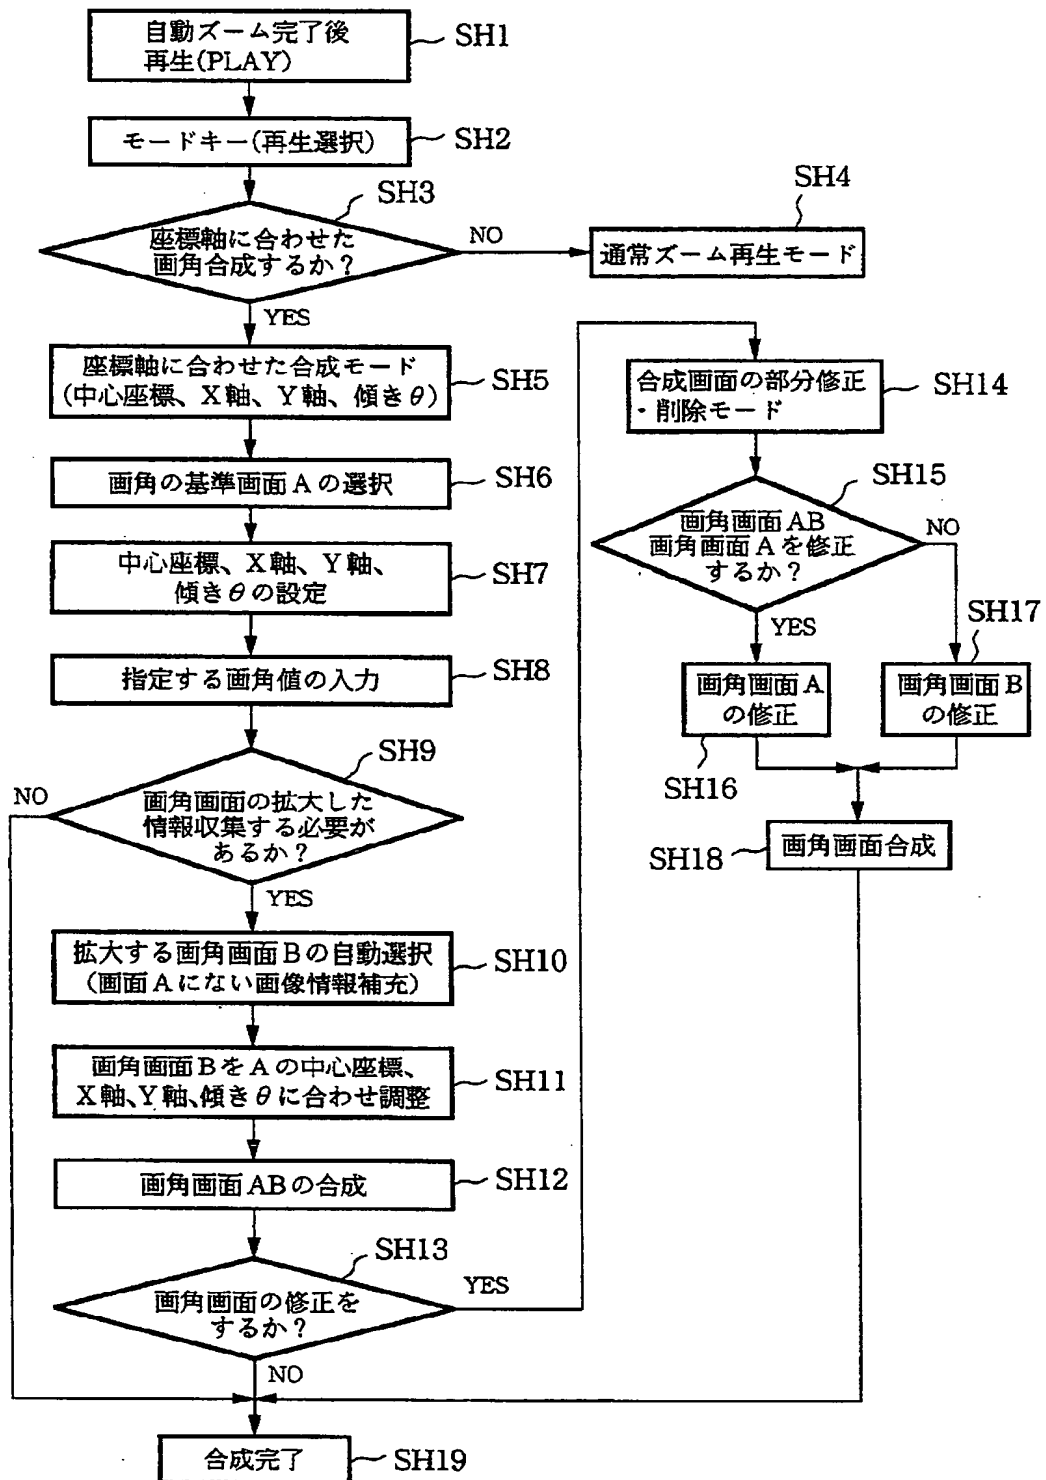 自動ズーム完了後
再生(PLAY)
SH1
モードキー(再生選択)
SH2
SH3
座標軸に合わせた
画角合成するか？
NO
SH4
通常ズーム再生モード
YES
座標軸に合わせた合成モード
(中心座標、X軸、Y軸、傾きθ)
SH5
画角の基準画面Aの選択
SH6
中心座標、X軸、Y軸、
傾きθの設定
SH7
指定する画角値の入力
SH8
SH9
NO
画角画面の拡大した
情報収集する必要が
あるか？
YES
拡大する画角画面Bの自動選択
(画面Aにない画像情報補充)
SH10
画角画面BをAの中心座標、
X軸、Y軸、傾きθに合わせ調整
SH11
画角画面ABの合成
SH12
SH13
画角画面の修正を
するか？
YES
NO
合成画面の部分修正
・削除モード
SH14
SH15
画角画面AB
画角画面Aを修正
するか？
NO
YES
SH17
画角画面A
の修正
SH16
画角画面B
の修正
SH18
画角画面合成
合成完了
SH19